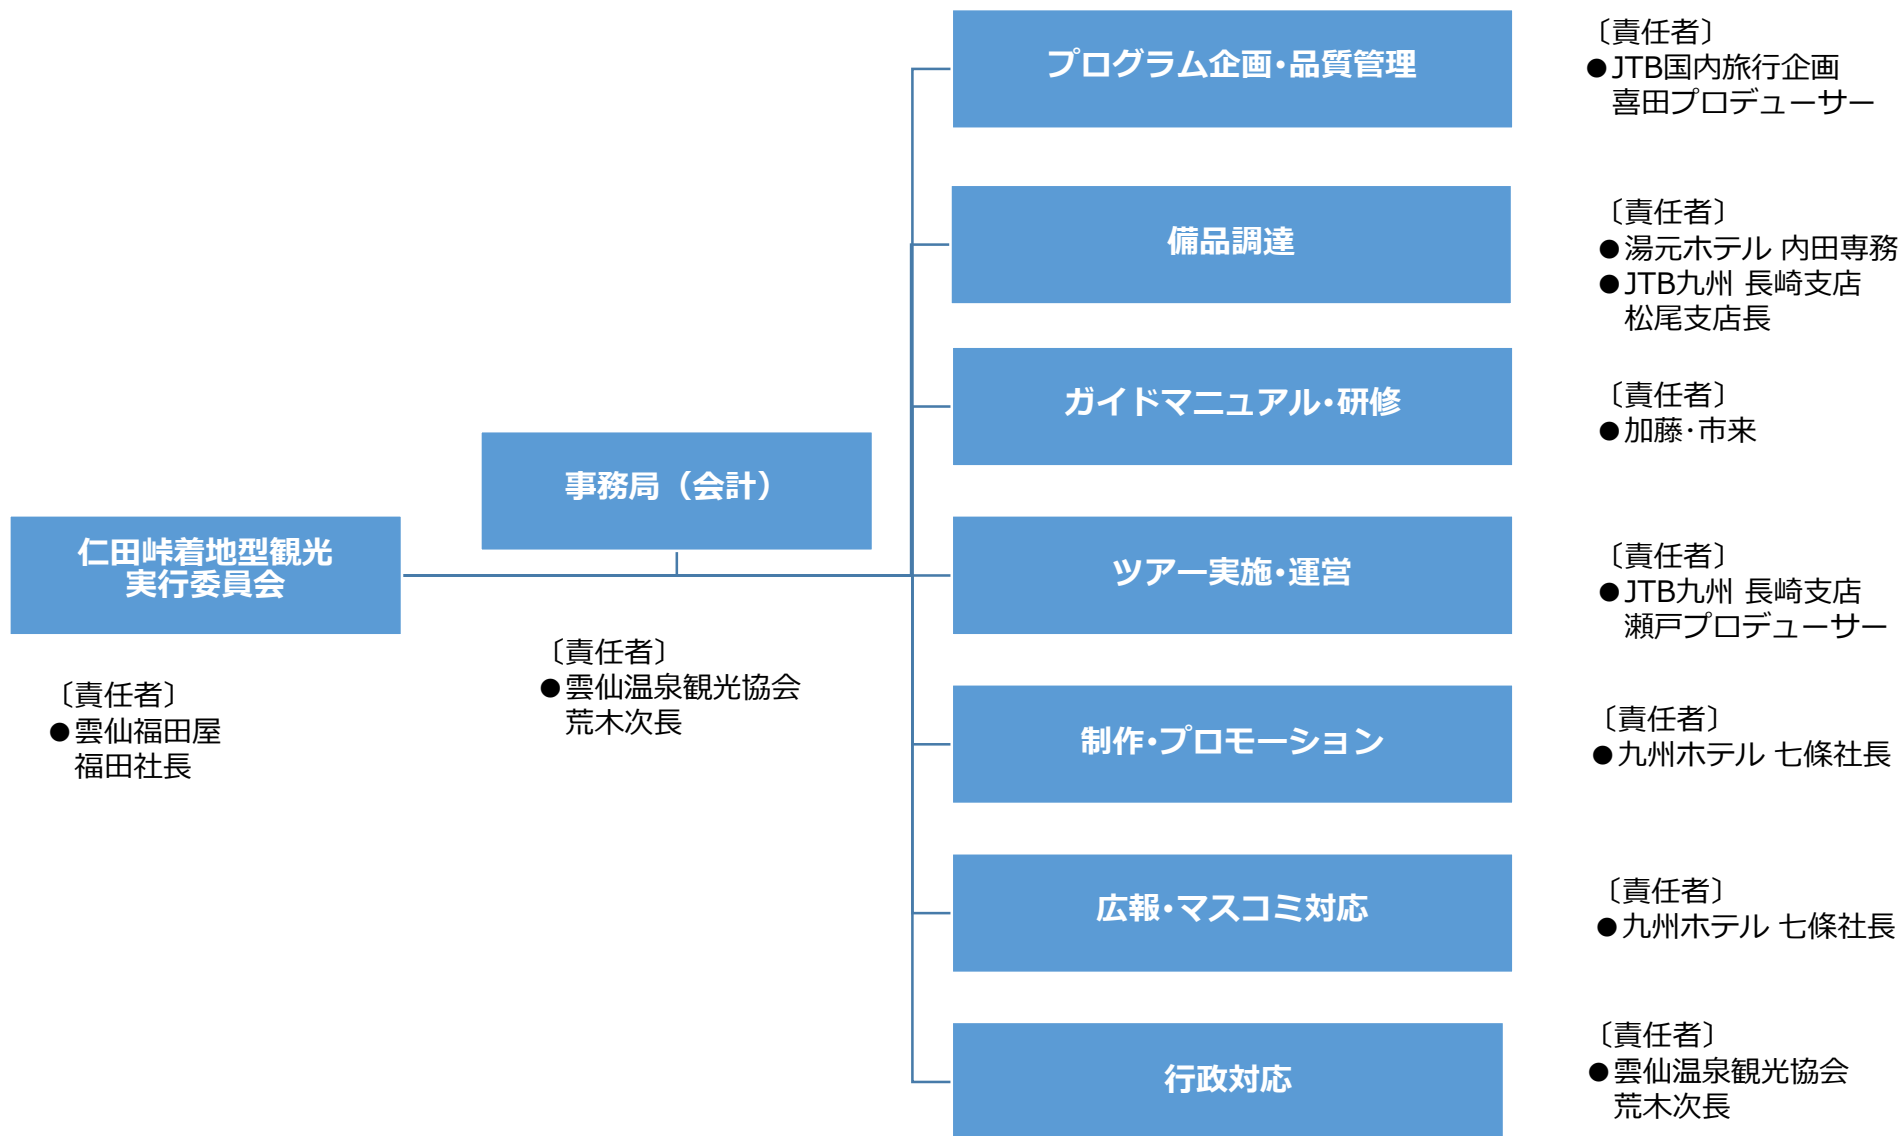 仁田峠着地型観光
実行委員会
〔責任者〕
●雲仙福田屋
福田社長
事務局（会計）
〔責任者〕
●雲仙温泉観光協会
荒木次長
プログラム企画・品質管理
〔責任者〕
●JTB国内旅行企画
喜田プロデューサー
備品調達
〔責任者〕
●湯元ホテル 内田専務
●JTB九州 長崎支店
松尾支店長
ガイドマニュアル・研修
〔責任者〕
●加藤・市来
ツアー実施・運営
〔責任者〕
●JTB九州 長崎支店
瀬戸プロデューサー
制作・プロモーション
〔責任者〕
●九州ホテル 七條社長
広報・マスコミ対応
〔責任者〕
●九州ホテル 七條社長
行政対応
〔責任者〕
●雲仙温泉観光協会
荒木次長